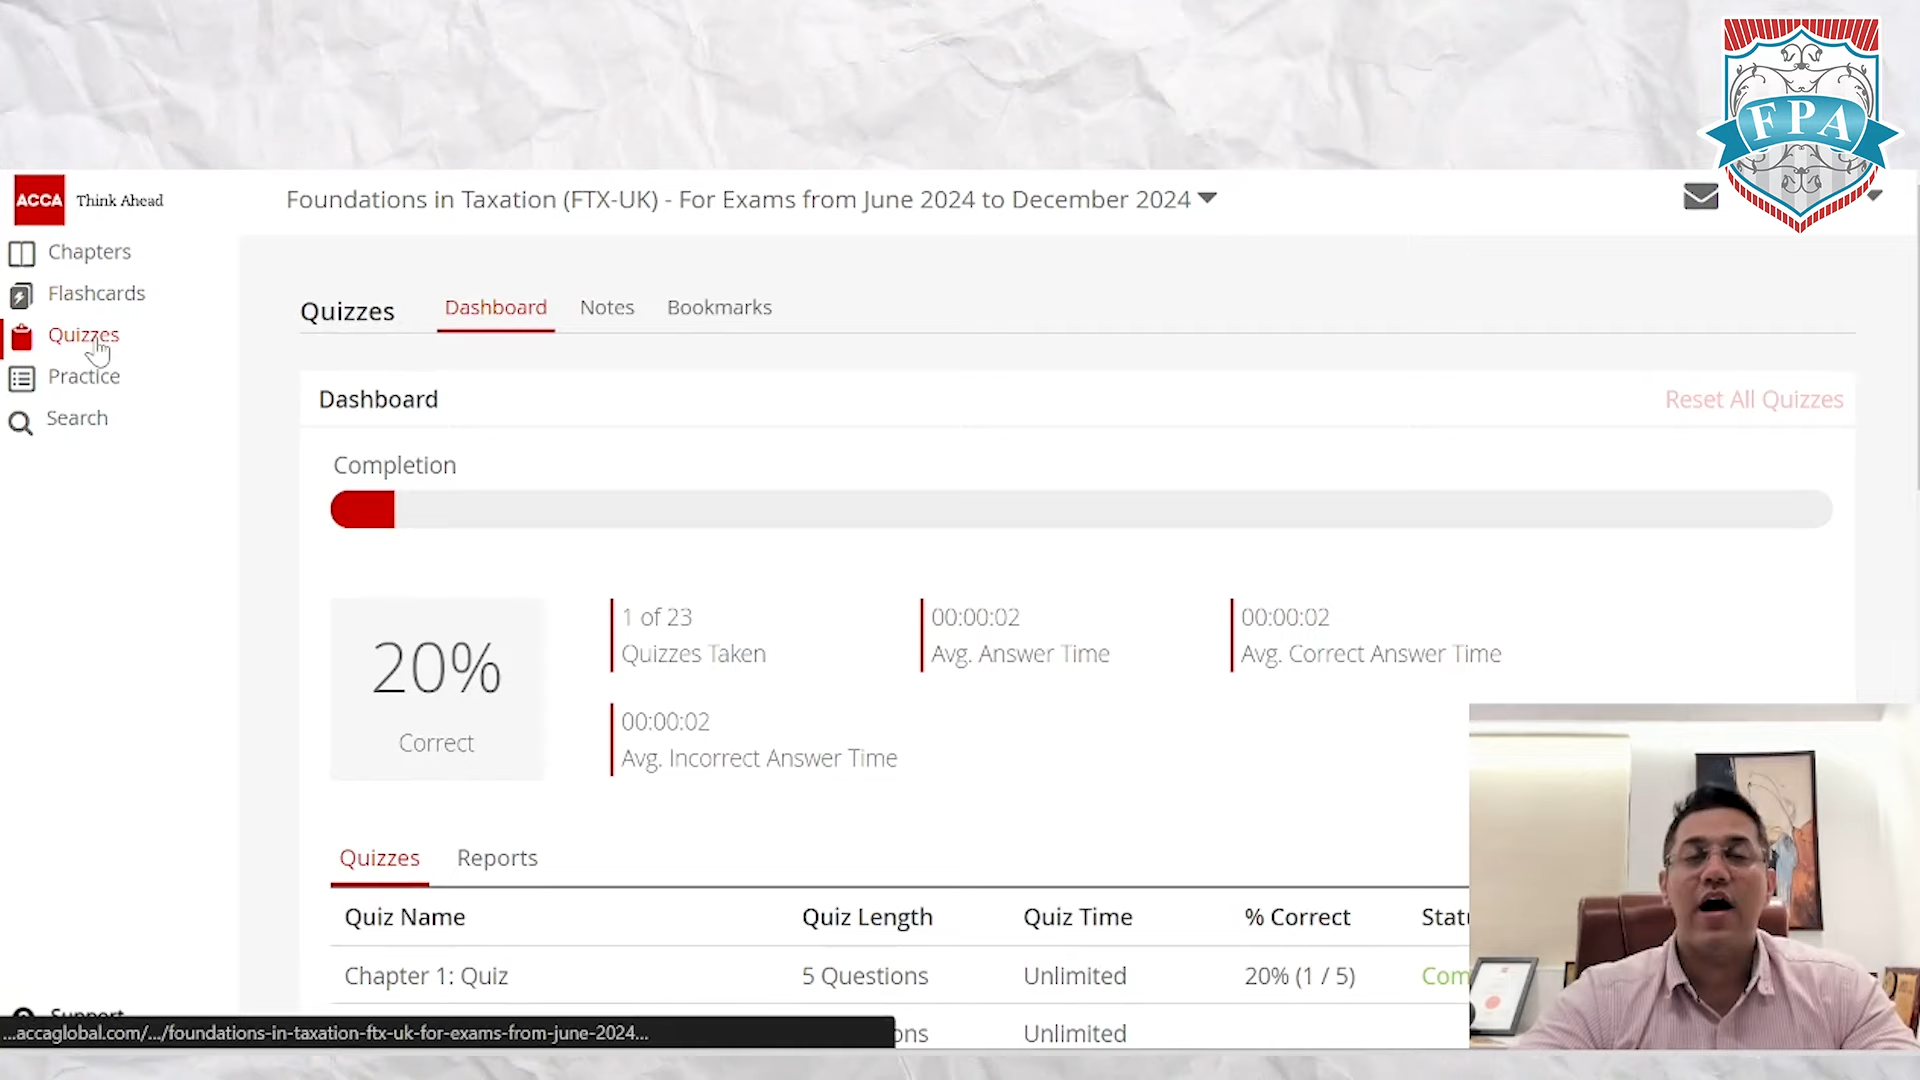 FPA
ACCA Think Ahead
Foundations in Taxation (FTX-UK) - For Exams from June 2024 to December 2024
Chapters
Flashcards
Quizzes
Practice
Search
Quizzes Dashboard Notes Bookmarks
Dashboard Reset All Quizzes
Completion
20%
Correct
1 of 23
Quizzes Taken
00:00:02
Avg. Answer Time
00:00:02
Avg. Correct Answer Time
00:00:02
Avg. Incorrect Answer Time
Quizzes Reports
Quiz Name Quiz Length Quiz Time % Correct Statu
Chapter 1: Quiz 5 Questions Unlimited 20% (1 / 5) Com
Support
...accaglobal.com/.../foundations-in-taxation-ftx-uk-for-exams-from-june-2024... ons Unlimited